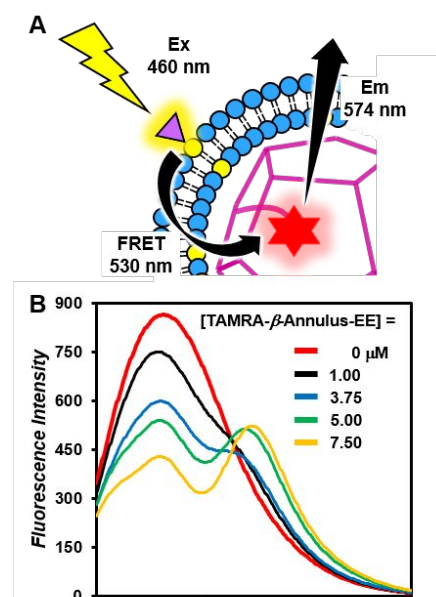 A
Ex
460 nm
Em
574 nm
FRET
530 nm
B
[TAMRA-β-Annulus-EE] =
0 μM
1.00
3.75
5.00
7.50
Fluorescence Intensity
900
750
600
450
300
150
0